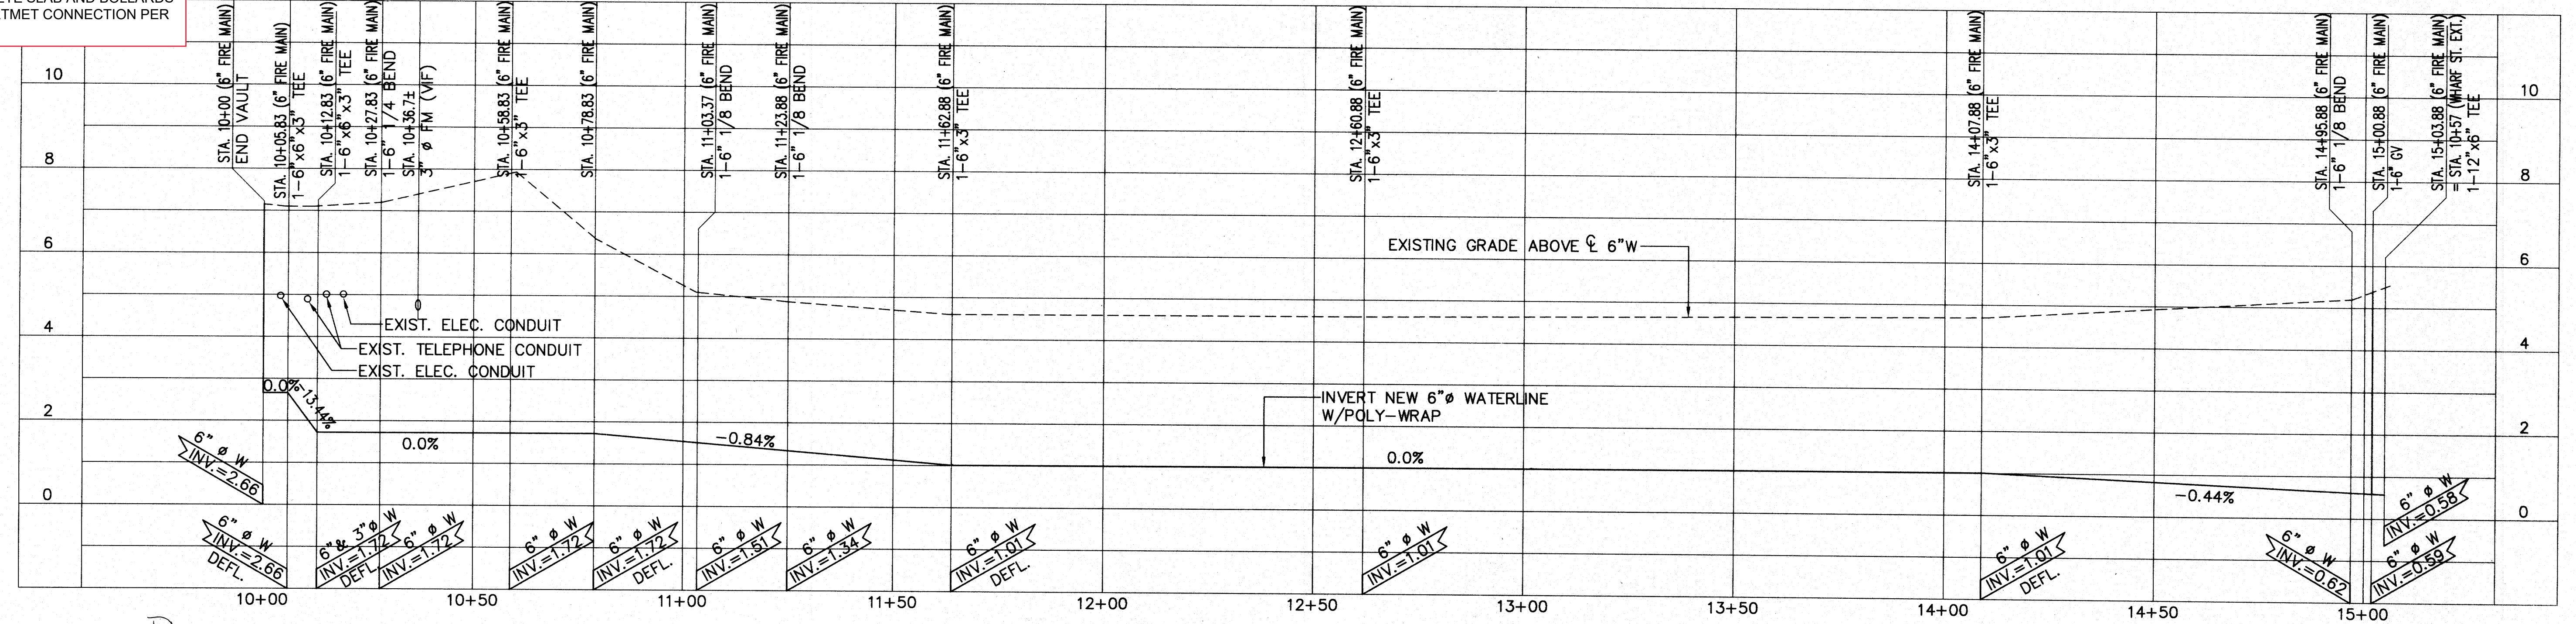 TMET CONNECTION PER
STA. 10+00 (6" FIRE MAIN)
END VAULT
STA. 10+05.83 (6" FIRE MAIN)
1-6"x6"x3" TEE
STA. 10+12.83 (6" FIRE MAIN)
1-6"x6"x3" TEE
STA. 10+27.83 (6" FIRE MAIN)
1-6" 1/4 BEND
STA. 10+36.7±
3" ø FM (VIF)
STA. 10+58.83 (6" FIRE MAIN)
1-6"x3" TEE
STA. 10+78.83 (6" FIRE MAIN)
STA. 11+03.37 (6" FIRE MAIN)
1-6" 1/8 BEND
STA. 11+23.88 (6" FIRE MAIN)
1-6" 1/8 BEND
STA. 11+62.88 (6" FIRE MAIN)
1-6"x3" TEE
STA. 12+60.88 (6" FIRE MAIN)
1-6"x3" TEE
STA. 14+07.88 (6" FIRE MAIN)
1-6"x3" TEE
STA. 14+95.88 (6" FIRE MAIN)
1-6" 1/8 BEND
STA. 15+00.88 (6" FIRE MAIN)
1-6" GV
STA. 15+03.88 (6" FIRE MAIN)
= STA. 10+57 (WHARF ST. EXT.)
1-12"x6" TEE
10
10
8
8
6
6
EXISTING GRADE ABOVE ℄ 6"W
EXIST. ELEC. CONDUIT
4
4
EXIST. TELEPHONE CONDUIT
EXIST. ELEC. CONDUIT
0.0%
-13.44%
INVERT NEW 6"ø WATERLINE
W/POLY-WRAP
2
2
0.0%
-0.84%
0.0%
-0.44%
0
0
6" ø W
INV.=2.66
6" ø W
INV.=2.66
DEFL.
6"& 3"ø W
INV.=1.72
DEFL.
6" ø W
INV.=1.72
6" ø W
INV.=1.72
6" ø W
INV.=1.72
DEFL.
6" ø W
INV.=1.51
6" ø W
INV.=1.34
6" ø W
INV.=1.01
DEFL.
6" ø W
INV.=1.01
6" ø W
INV.=1.01
DEFL.
6" ø W
INV.=0.62
6" ø W
INV.=0.58
6" ø W
INV.=0.59
10+00
10+50
11+00
11+50
12+00
12+50
13+00
13+50
14+00
14+50
15+00